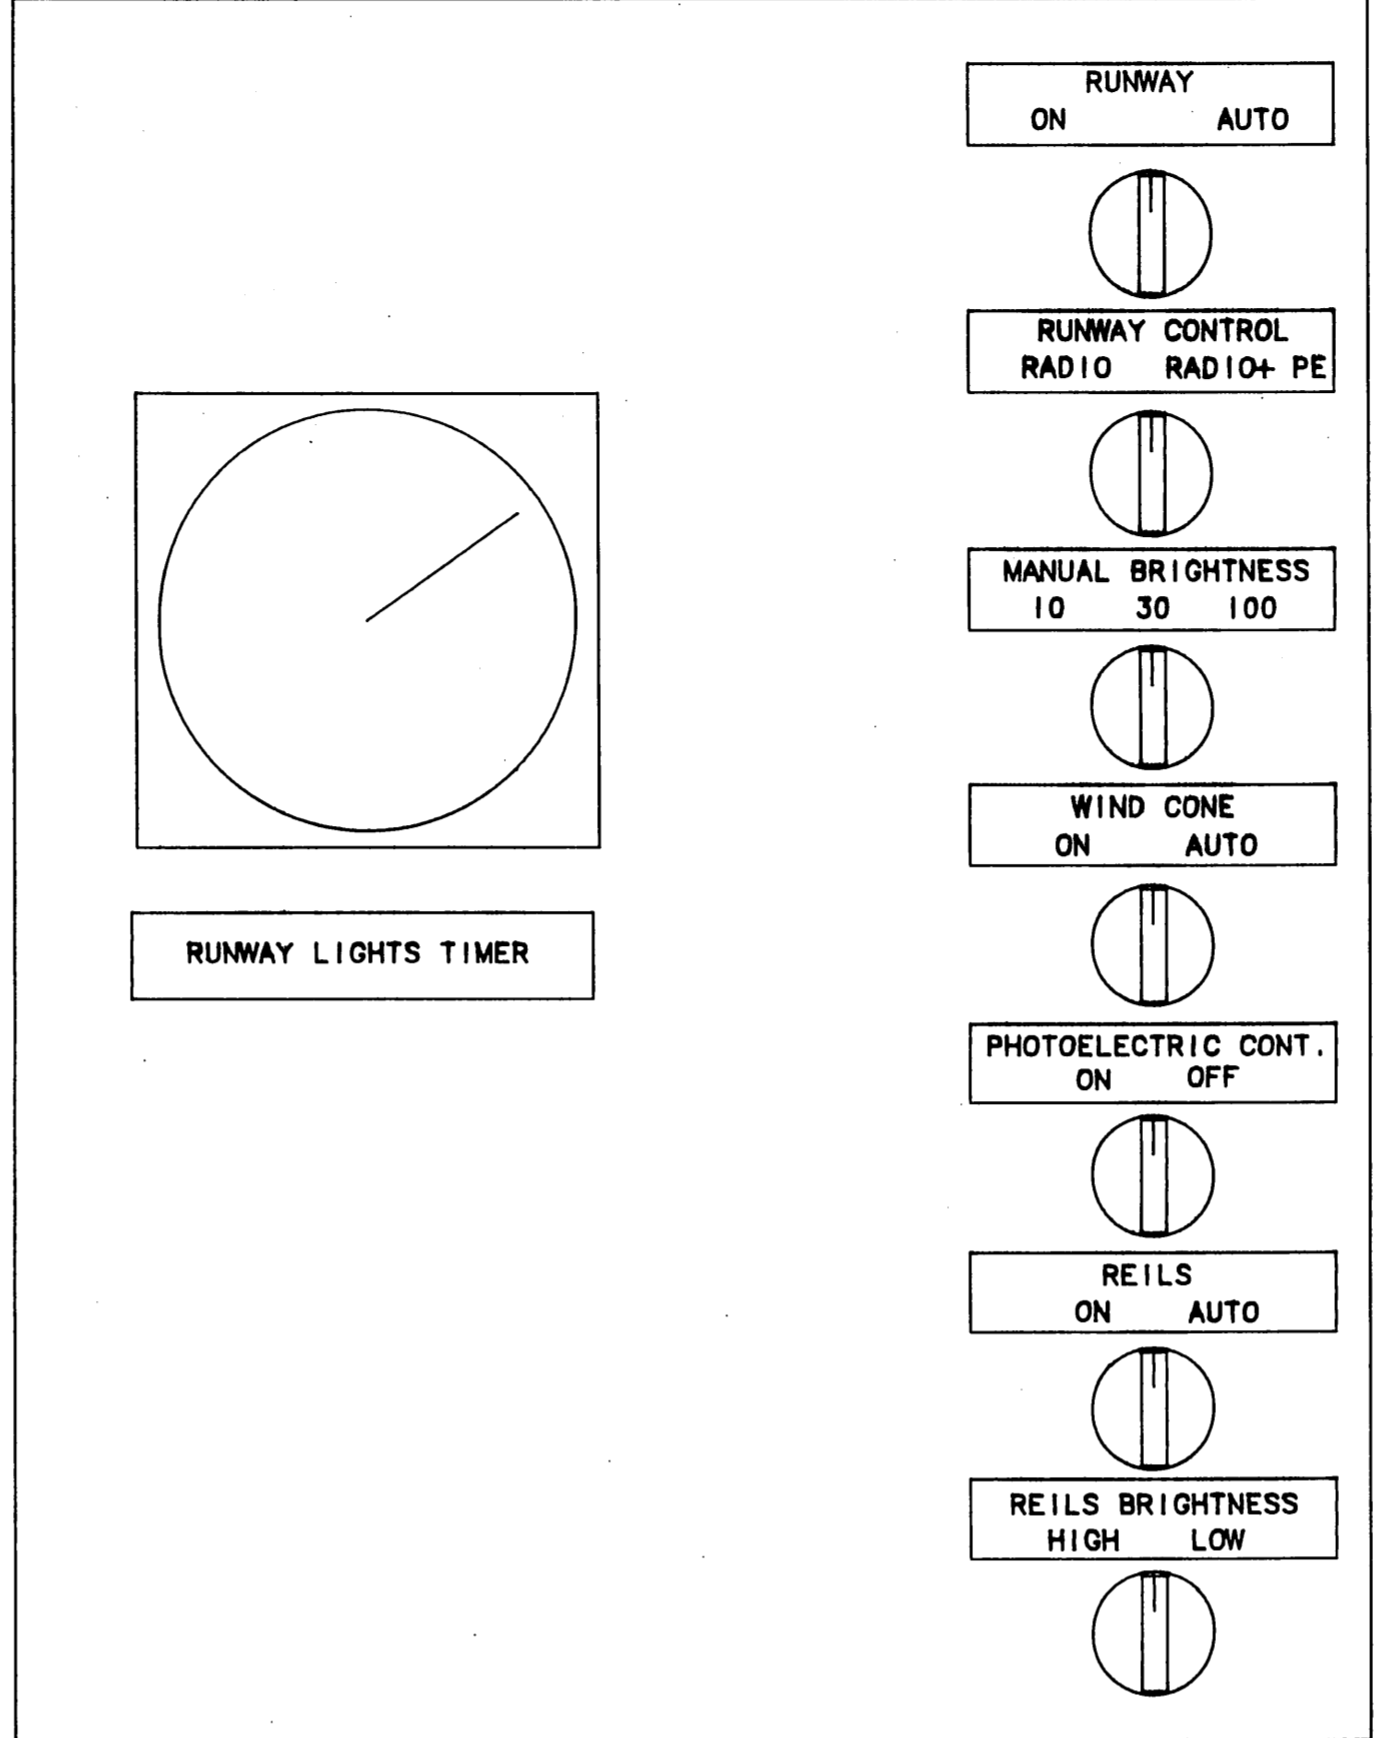 RUNWAY
ON AUTO
RUNWAY CONTROL
RADIO RADIO+ PE
MANUAL BRIGHTNESS
10 30 100
WIND CONE
ON AUTO
RUNWAY LIGHTS TIMER
PHOTOELECTRIC CONT.
ON OFF
REILS
ON AUTO
REILS BRIGHTNESS
HIGH LOW